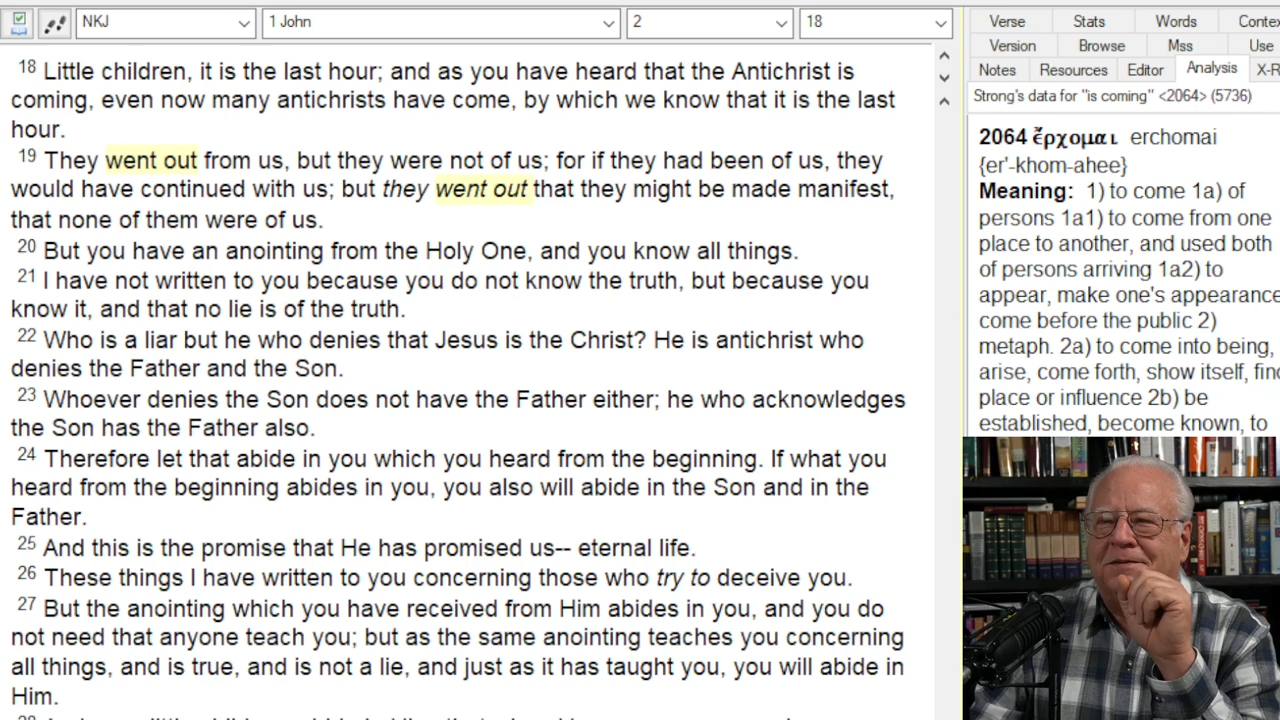 NKJ 1 John 2 18
18 Little children, it is the last hour; and as you have heard that the Antichrist is
coming, even now many antichrists have come, by which we know that it is the last
hour.
19 They went out from us, but they were not of us; for if they had been of us, they
would have continued with us; but they went out that they might be made manifest,
that none of them were of us.
20 But you have an anointing from the Holy One, and you know all things.
21 I have not written to you because you do not know the truth, but because you
know it, and that no lie is of the truth.
22 Who is a liar but he who denies that Jesus is the Christ? He is antichrist who
denies the Father and the Son.
23 Whoever denies the Son does not have the Father either; he who acknowledges
the Son has the Father also.
24 Therefore let that abide in you which you heard from the beginning. If what you
heard from the beginning abides in you, you also will abide in the Son and in the
Father.
25 And this is the promise that He has promised us-- eternal life.
26 These things I have written to you concerning those who try to deceive you.
27 But the anointing which you have received from Him abides in you, and you do
not need that anyone teach you; but as the same anointing teaches you concerning
all things, and is true, and is not a lie, and just as it has taught you, you will abide in
Him.
Verse Stats Words Contex
Version Browse Mss Use
Notes Resources Editor Analysis X-R
Strong's data for "is coming" <2064> (5736)
2064 ἔρχομαι erchomai
{er'-khom-ahee}
Meaning: 1) to come 1a) of
persons 1a1) to come from one
place to another, and used both
of persons arriving 1a2) to
appear, make one's appearance
come before the public 2)
metaph. 2a) to come into being,
arise, come forth, show itself, find
place or influence 2b) be
established, become known, to